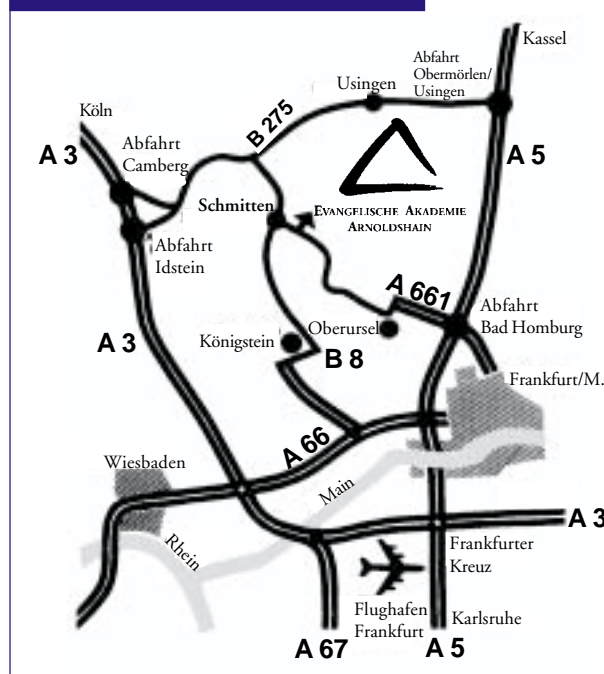 Kassel
Abfahrt
Obermörlen/
Usingen
Usingen
Köln
B 275
A 3
Abfahrt
Camberg
A 5
Schmitten
EVANGELISCHE AKADEMIE
ARNOLDSHAIN
Abfahrt
Idstein
A 661
Abfahrt
Bad Homburg
A 3
Königstein
Oberursel
B 8
Frankfurt/M.
A 66
Wiesbaden
Main
Rhein
A 3
Frankfurter
Kreuz
Flughafen
Frankfurt
Karlsruhe
A 67
A 5